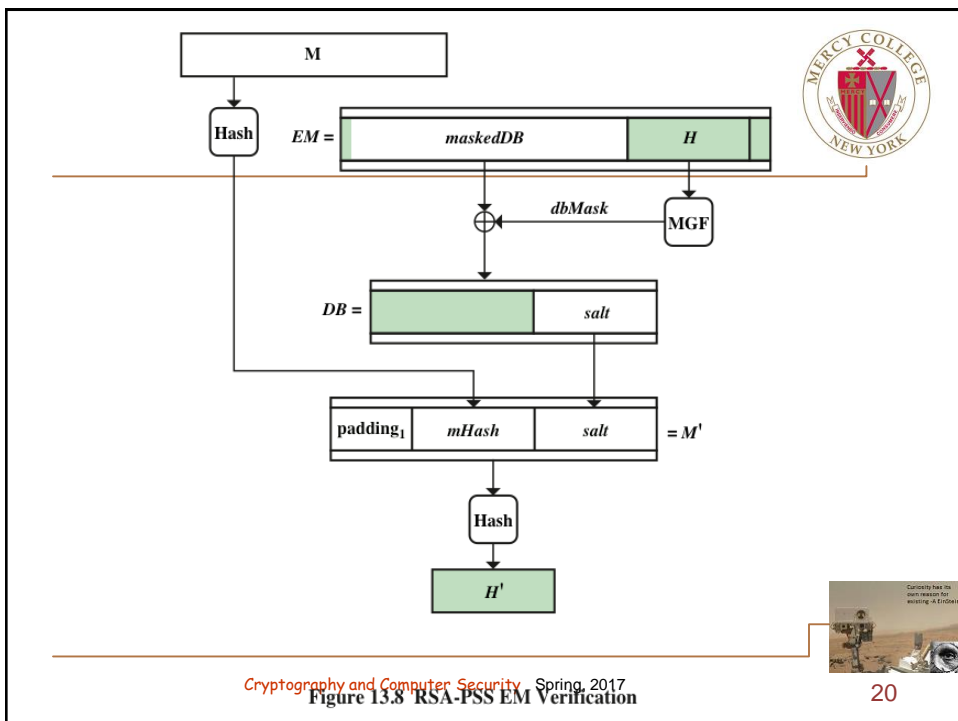 M
MERCY COLLEGE
NEW YORK
Hash
EM =
maskedDB
H
dbMask
MGF
DB =
salt
padding1
mHash
salt
= M'
Hash
H'
Curiosity has its
own reason for
existing -A EinStein
Cryptography and Computer Security Spring, 2017
Figure 13.8 RSA-PSS EM Verification
20